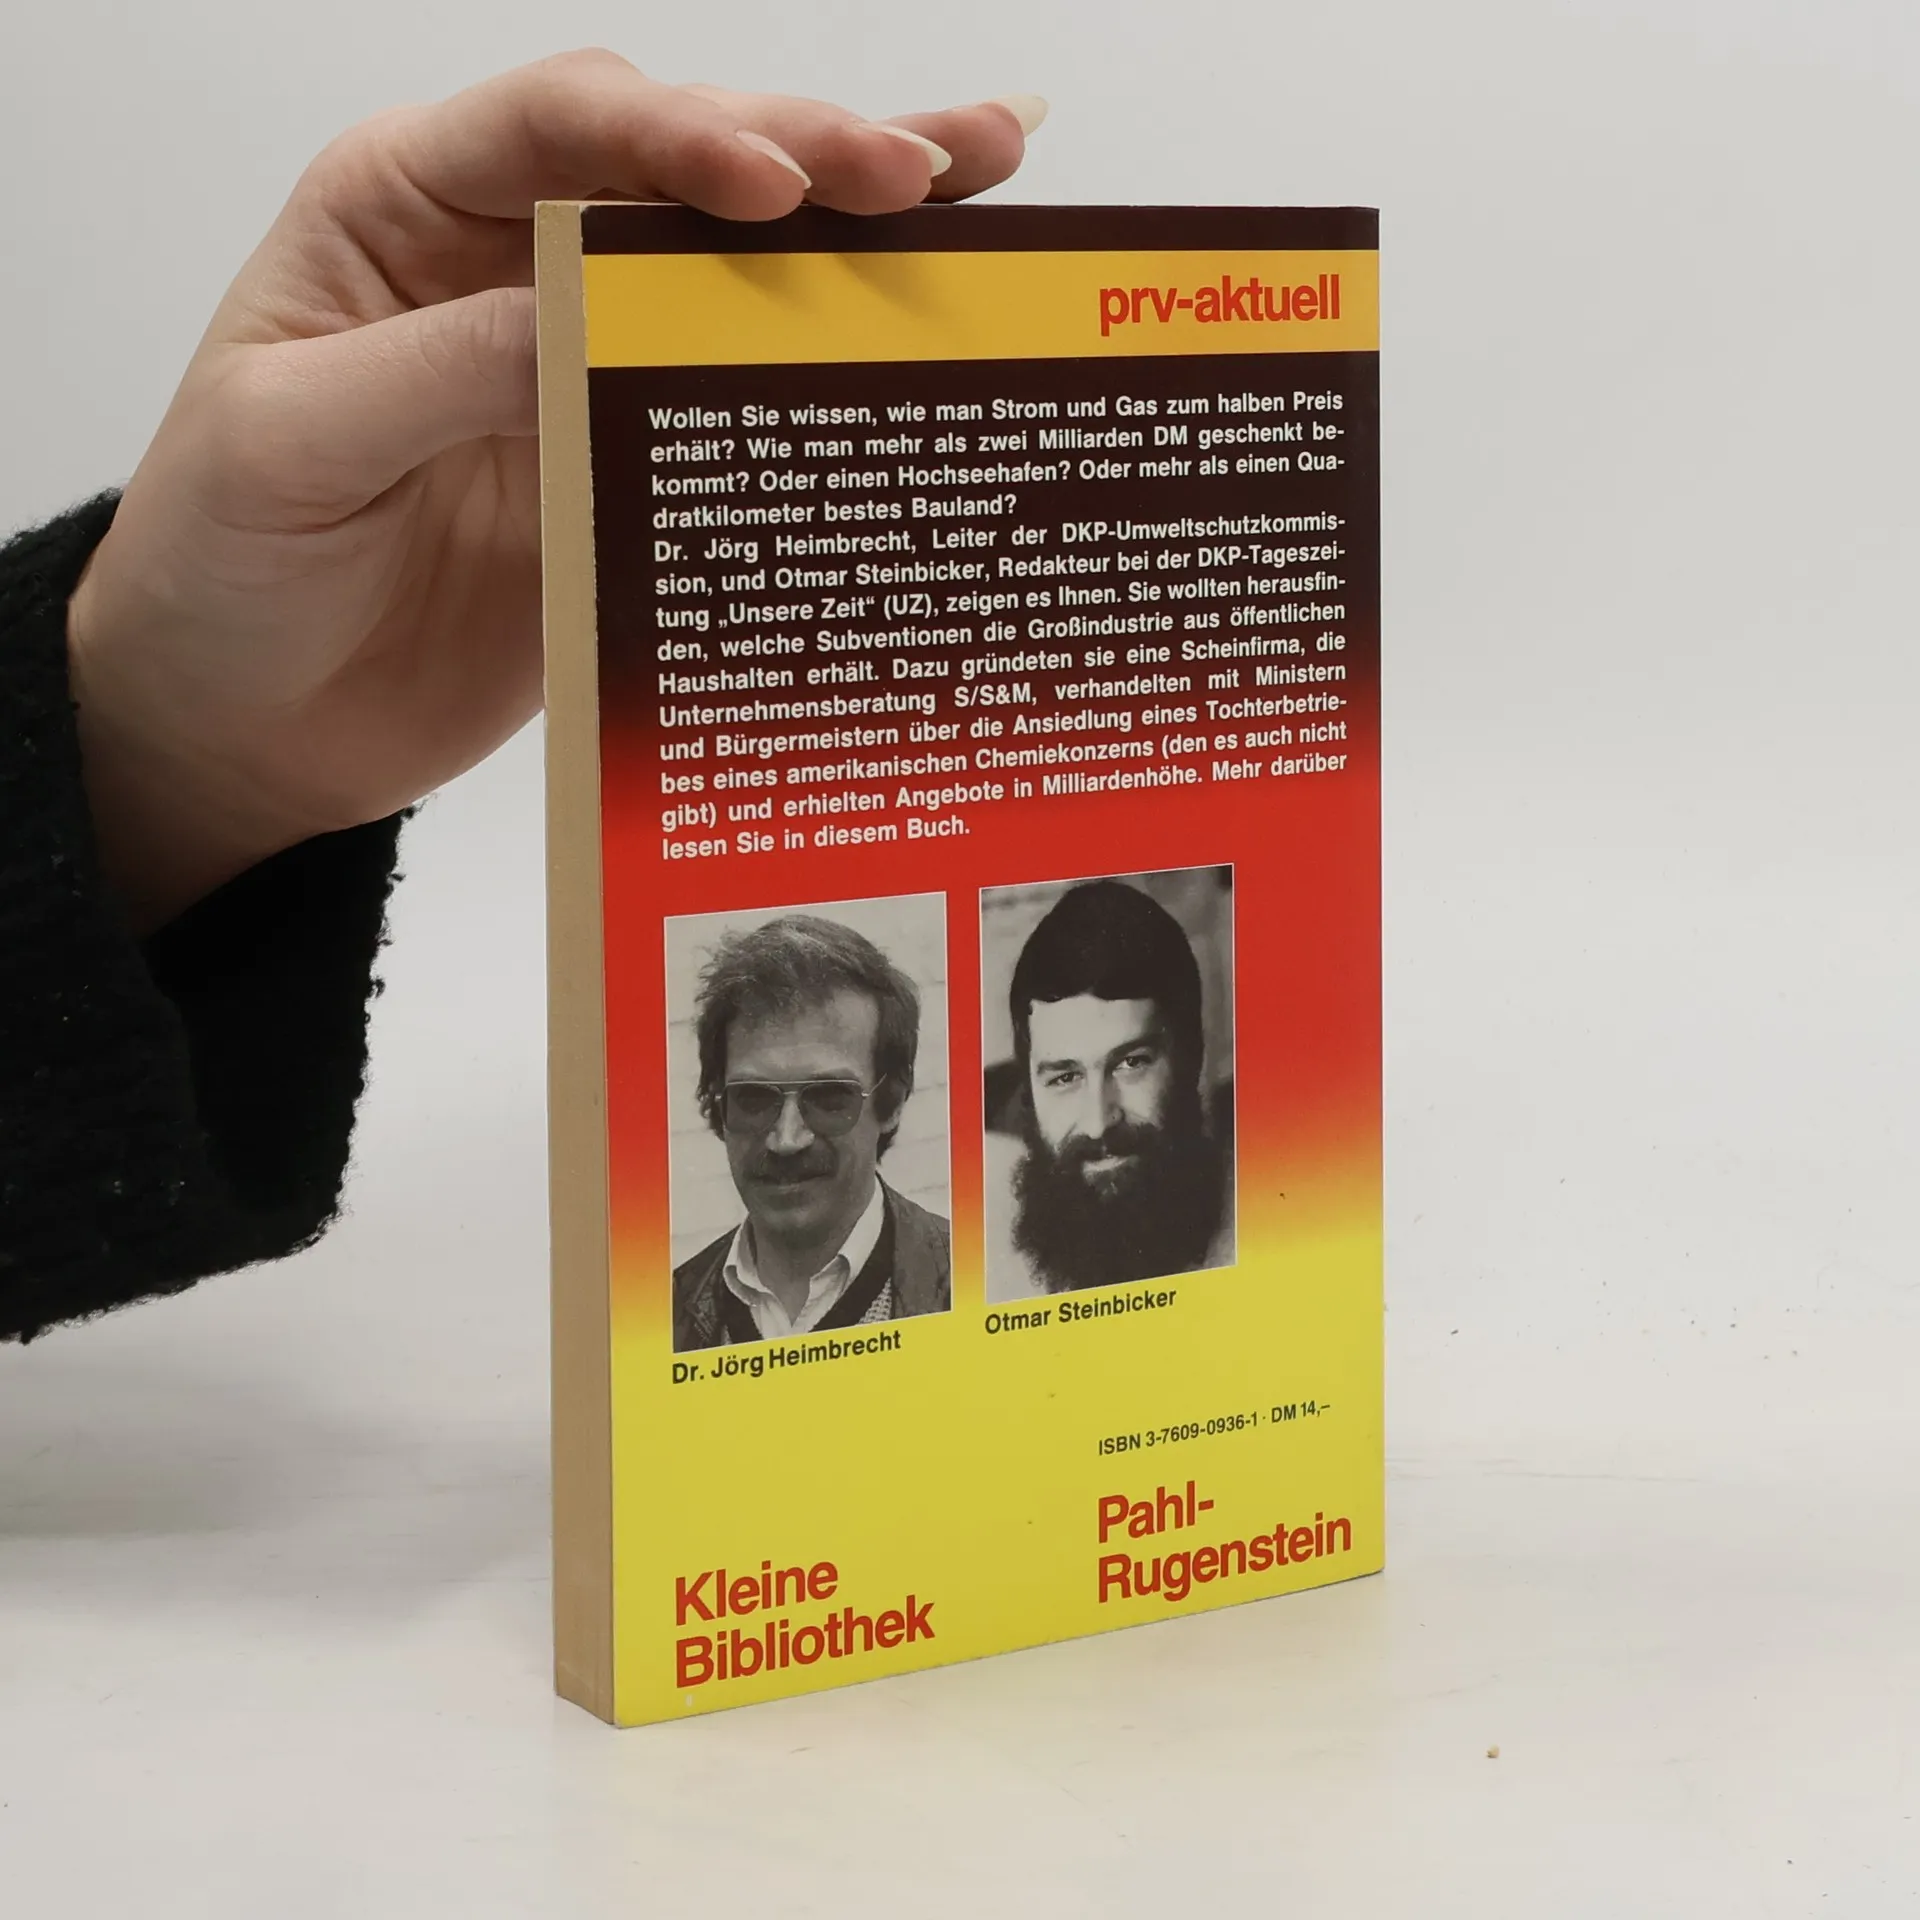 prv-aktuell
Wollen Sie wissen, wie man Strom und Gas zum halben Preis
erhält? Wie man mehr als zwei Milliarden DM geschenkt be-
kommt? Oder einen Hochseehafen? Oder mehr als einen Qua-
dratkilometer bestes Bauland?
Dr. Jörg Heimbrecht, Leiter der DKP-Umweltschutzkommis-
sion, und Otmar Steinbicker, Redakteur bei der DKP-Tageszei-
tung „Unsere Zeit“ (UZ), zeigen es Ihnen. Sie wollten herausfin-
den, welche Subventionen die Großindustrie aus öffentlichen
Haushalten erhält. Dazu gründeten sie eine Scheinfirma, die
Unternehmensberatung S/S&M, verhandelten mit Ministern
und Bürgermeistern über die Ansiedlung eines Tochterbetrie-
bes eines amerikanischen Chemiekonzerns (den es auch nicht
gibt) und erhielten Angebote in Milliardenhöhe. Mehr darüber
lesen Sie in diesem Buch.
Dr. Jörg Heimbrecht
Otmar Steinbicker
ISBN 3-7609-0936-1 · DM 14,–
Kleine
Bibliothek
Pahl-
Rugenstein